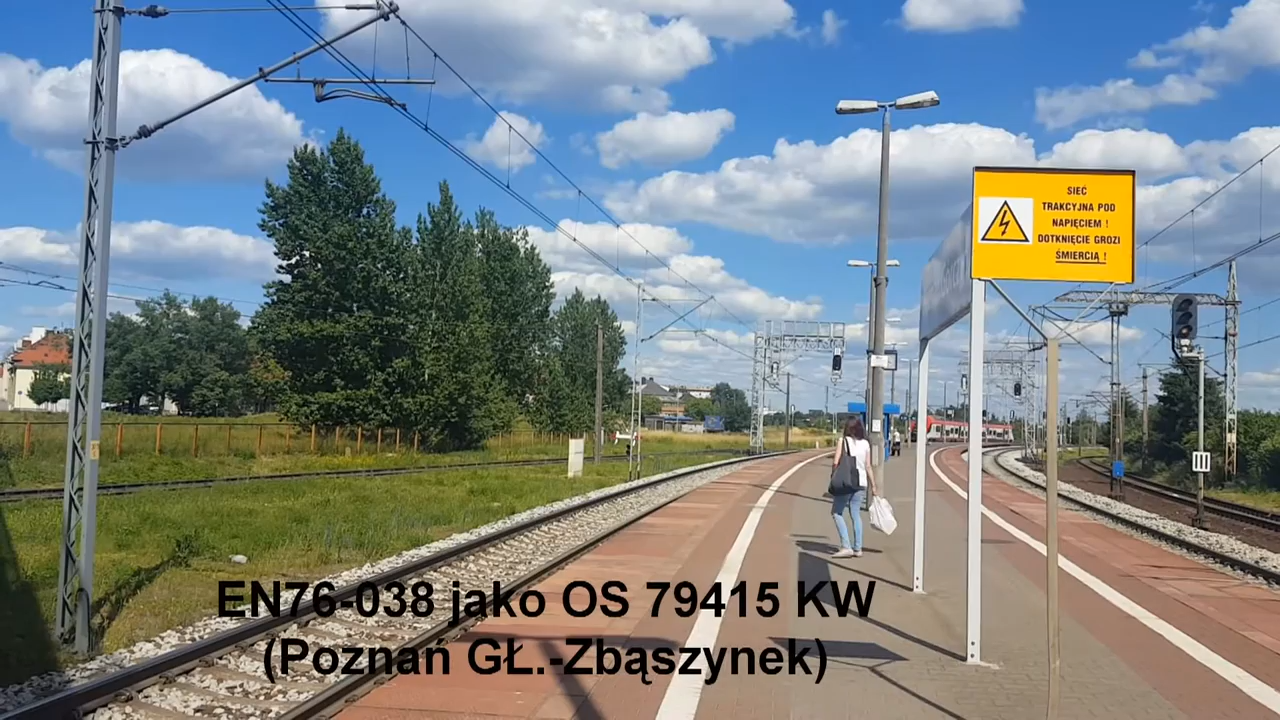 SIEĆ
TRAKCYJNA POD
NAPIĘCIEM !
DOTKNIĘCIE GROZI
ŚMIERCIĄ !
EN76-038 jako OS 79415 KW
(Poznań GŁ.-Zbąszynek)